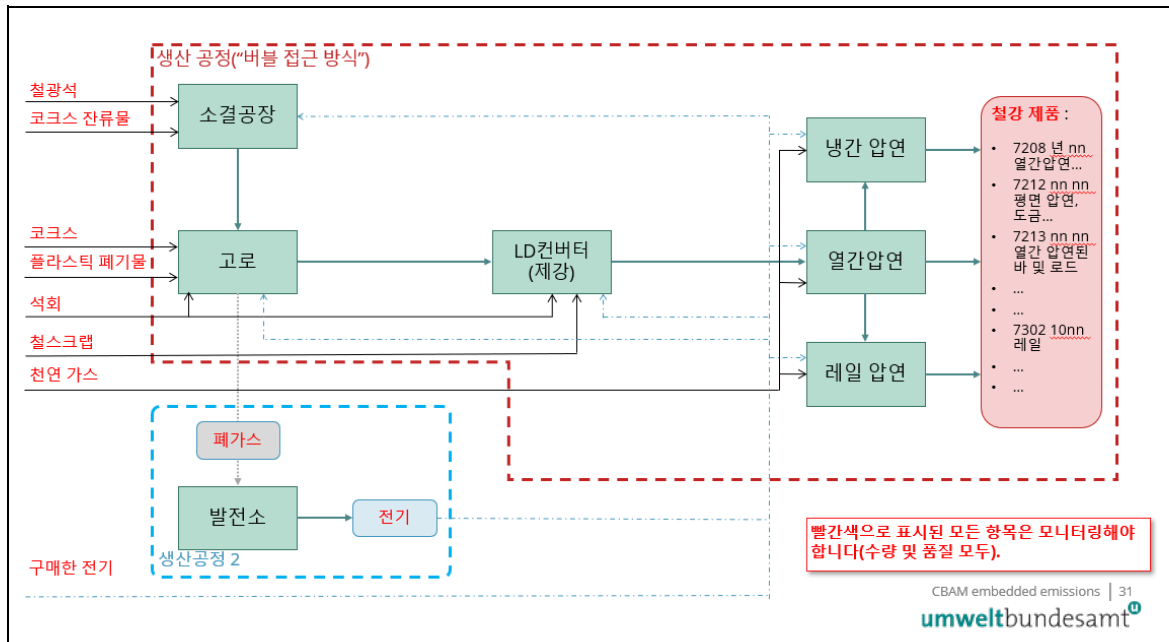 생산 공정(“버블 접근 방식”)
철광석
코크스 잔류물
소결공장
코크스
플라스틱 폐기물
고로
석회
철스크랩
천연 가스
LD컨버터
(제강)
냉간 압연
열간압연
레일 압연
철강 제품 :
• 7208 년 nn
열간압연...
• 7212 nn nn
평면 압연,
도금...
• 7213 nn nn
열간 압연된
바 및 로드
• ...
• ...
• 7302 10nn
레일
• ...
• ...
폐가스
발전소
전기
생산공정 2
구매한 전기
빨간색으로 표시된 모든 항목은 모니터링해야
합니다(수량 및 품질 모두).
CBAM embedded emissions | 31
umweltbundesamt u